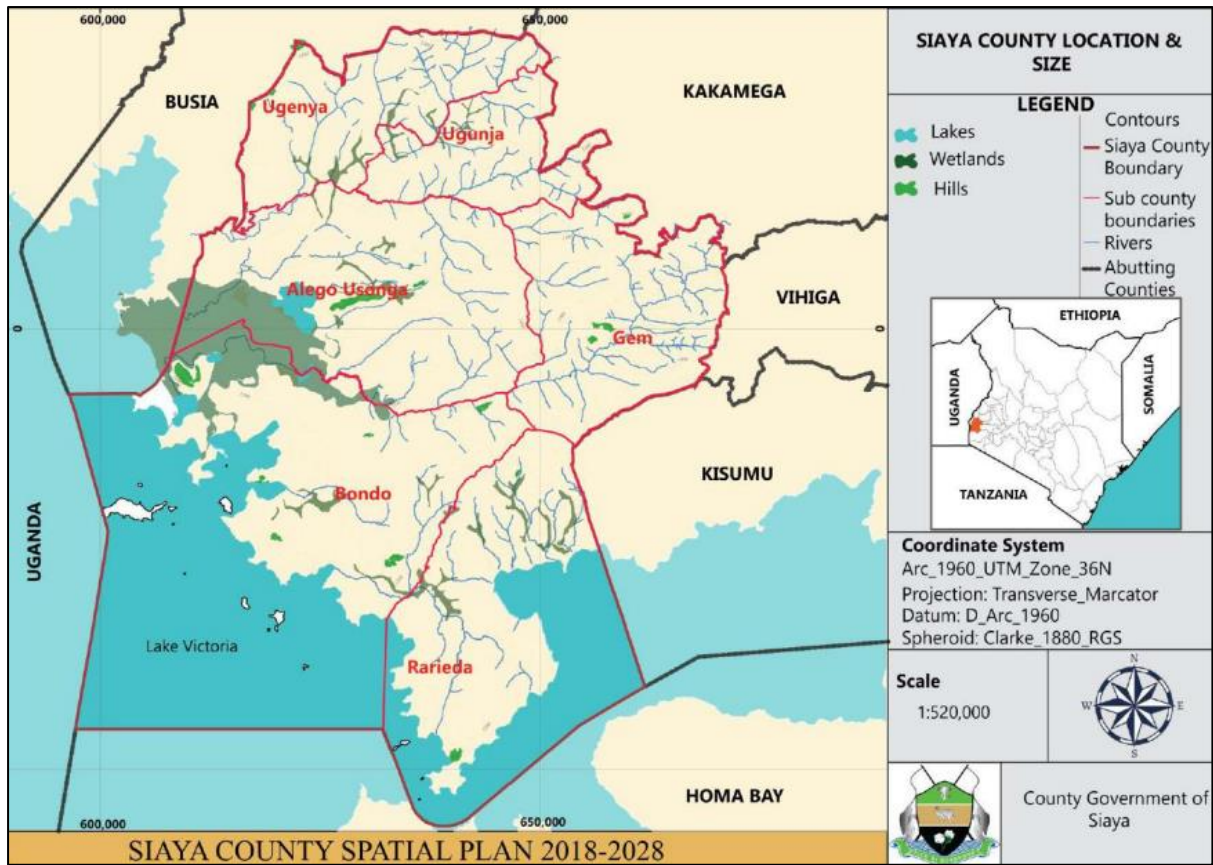 600,000
650,000
BUSIA
KAKAMEGA
Ugenya
Ugunja
Alego Usonga
0
0
VIHIGA
Gem
Bondo
KISUMU
UGANDA
Lake Victoria
Rarieda
HOMA BAY
600,000
650,000
SIAYA COUNTY SPATIAL PLAN 2018-2028
SIAYA COUNTY LOCATION &
SIZE
LEGEND
Lakes
Wetlands
Hills
Contours
Siaya County
Boundary
Sub county
boundaries
Rivers
Abutting
Counties
ETHIOPIA
UGANDA
SOMALIA
TANZANIA
Coordinate System
Arc_1960_UTM_Zone_36N
Projection: Transverse_Marcator
Datum: D_Arc_1960
Spheroid: Clarke_1880_RGS
Scale
1:520,000
N
W
E
S
County Government of
Siaya